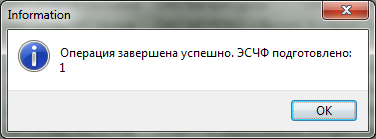 Information
Операция завершена успешно. ЭСЧФ подготовлено:
1
OK